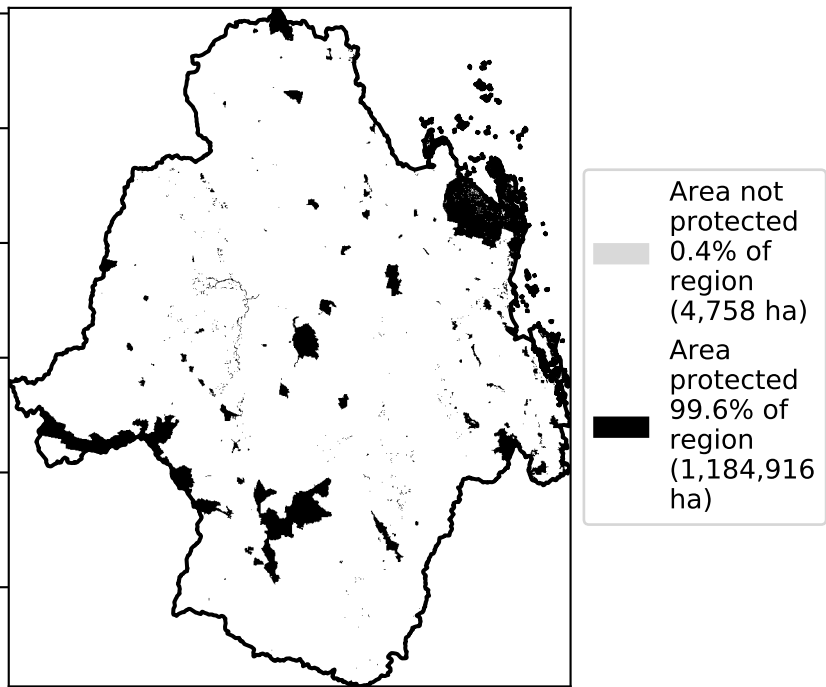 Area not
protected
0.4% of
region
(4,758 ha)
Area
protected
99.6% of
region
(1,184,916
ha)